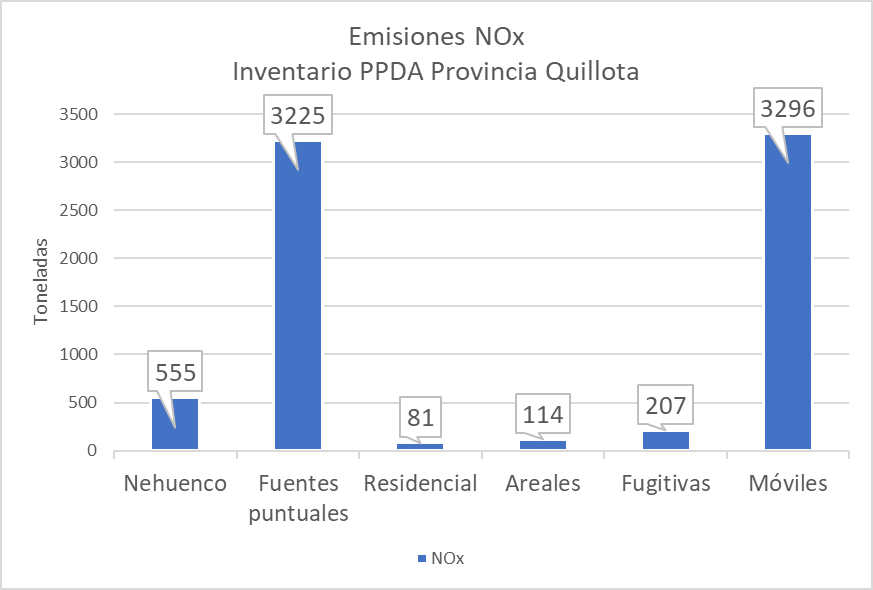 Emisiones NOx
Inventario PPDA Provincia Quillota
Toneladas
3500
3000
2500
2000
1500
1000
500
0
555
3225
81
114
207
3296
Nehuenco
Fuentes
puntuales
Residencial
Areales
Fugitivas
Móviles
NOx